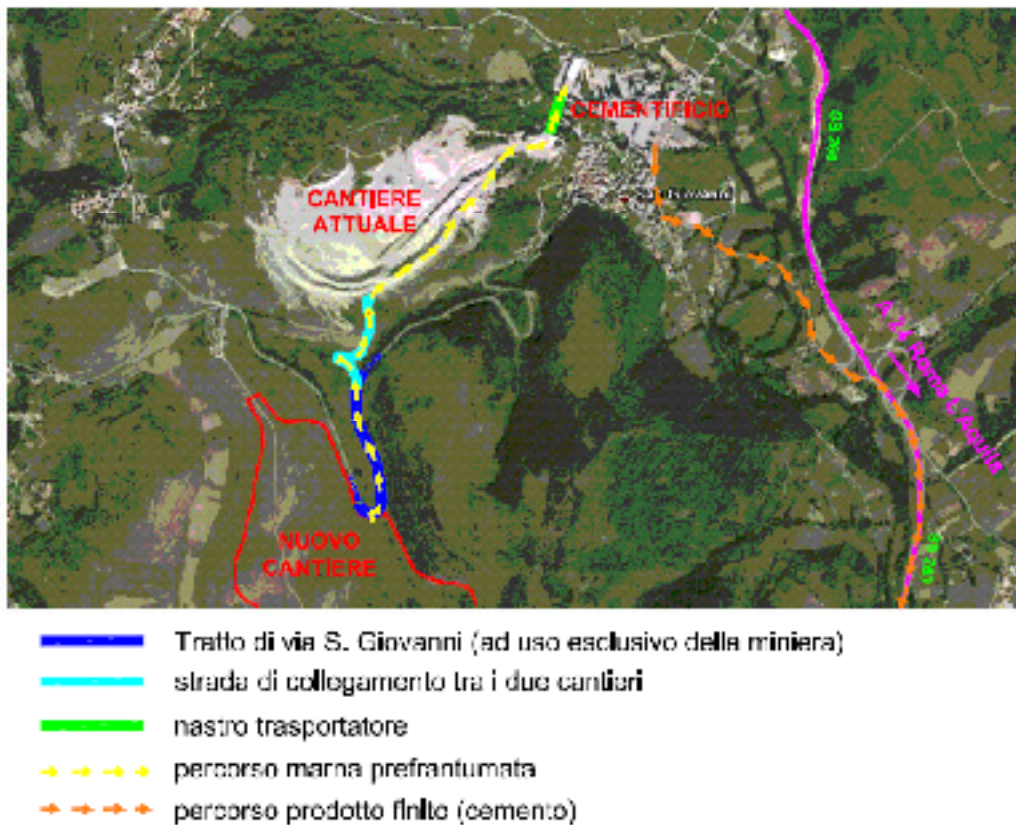 CEMENTIFICIO
CANTIERE
ATTUALE
A 24 Roma L'Aquila
NUOVO
CANTIERE
Tratto di via S. Giovanni (ad uso esclusivo della miniera)
strada di collegamento tra i due cantieri
nastro trasportatore
percorso marna prefrantumata
percorso prodotto finito (cemento)